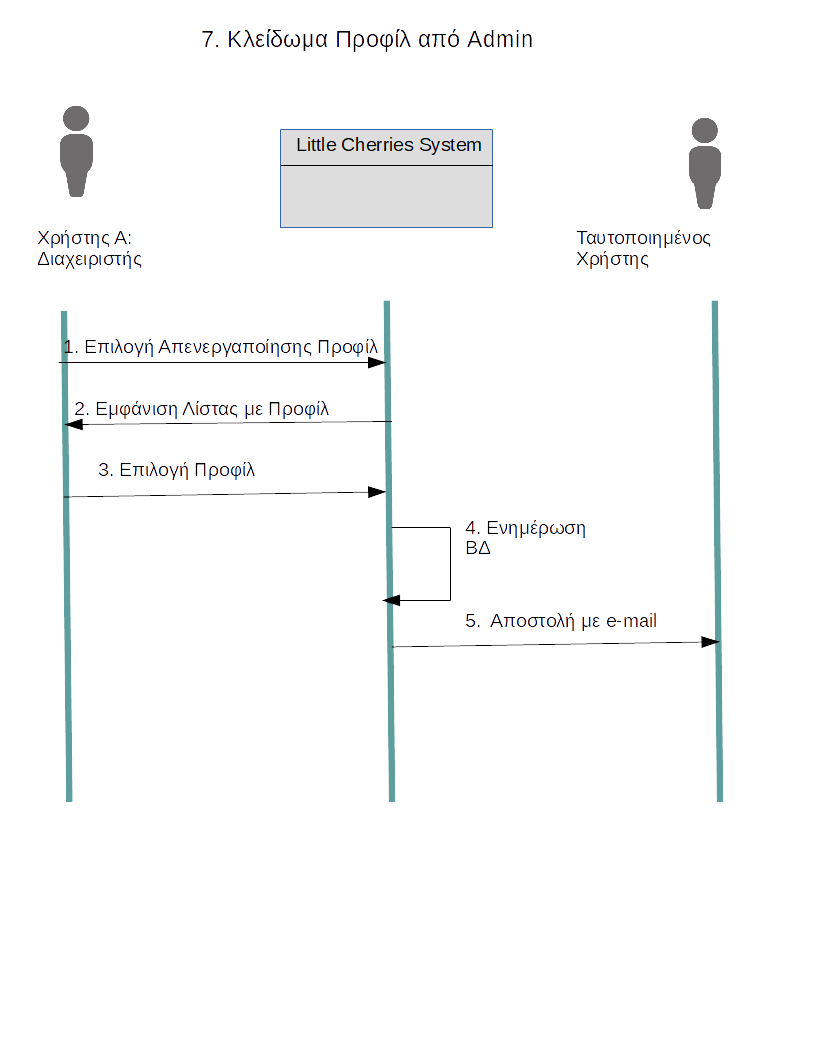 7. Κλείδωμα Προφίλ από Admin
Little Cherries System
Χρήστης Α:
Διαχειριστής
Ταυτοποιημένος
Χρήστης
1. Επιλογή Απενεργαποίησης Προφίλ
2. Εμφάνιση Λίστας με Προφίλ
3. Επιλογή Προφίλ
4. Ενημέρωση
ΒΔ
5. Αποστολή με e-mail